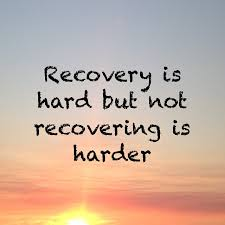 Recovery is
hard but not
recovering is
harder